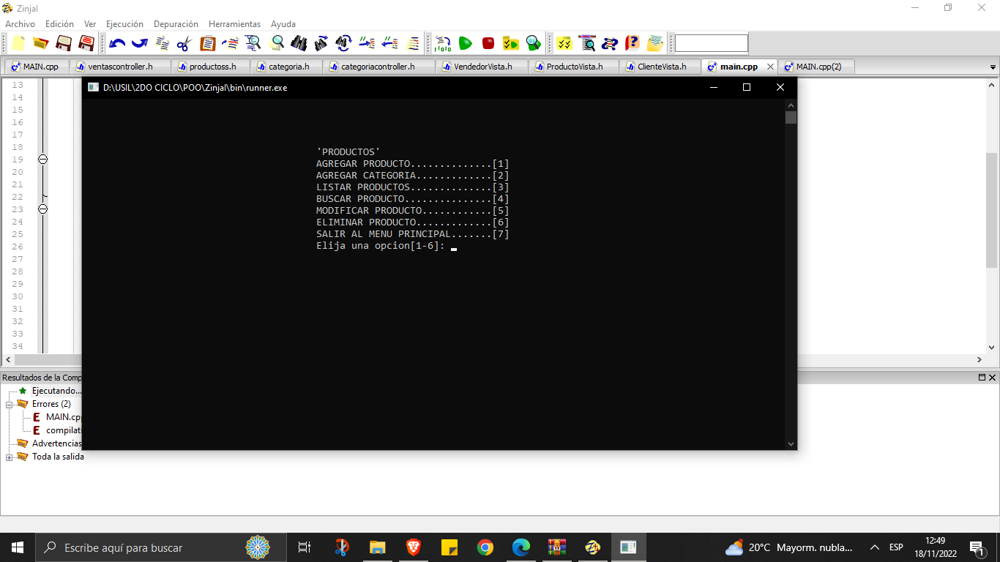 Zinjal
Archivo Edición Ver Ejecución Depuración Herramientas Ayuda
MAIN.cpp ventascontroller.h productoss.h categoria.h categoriacontroller.h VendedorVista.h ProductoVista.h ClienteVista.h main.cpp MAIN.cpp(2)
D:\USIL\2DO CICLO\POO\Zinjal\bin\runner.exe
13
14
15
16
17
18
19
20
21
22
23
24
25
26
27
28
29
30
31
32
33
34
'PRODUCTOS'
AGREGAR PRODUCTO..............[1]
AGREGAR CATEGORIA.............[2]
LISTAR PRODUCTOS..............[3]
BUSCAR PRODUCTO...............[4]
MODIFICAR PRODUCTO............[5]
ELIMINAR PRODUCTO.............[6]
SALIR AL MENU PRINCIPAL.......[7]
Elija una opcion[1-6]:
Resultados de la Comp
Ejecutando...
Errores (2)
MAIN.cpp
compilati
Advertencias
Toda la salida
Escribe aquí para buscar
20°C Mayorm. nubla...
ESP
12:49
18/11/2022
1